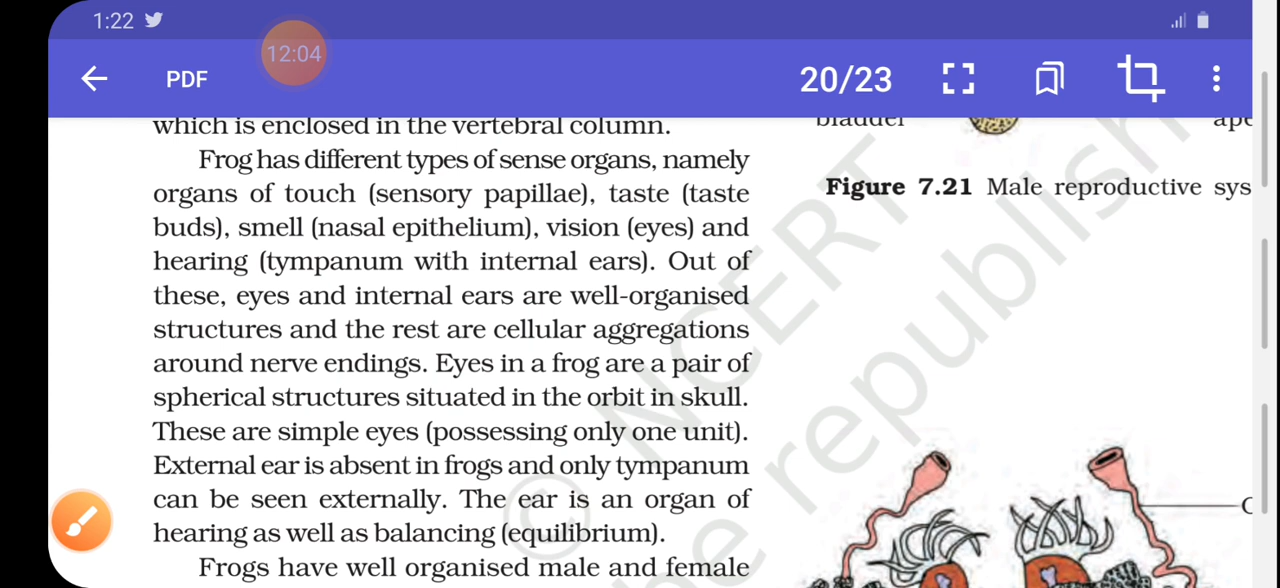 1:22
12:04
PDF
20/23
which is enclosed in the vertebral column.
Frog has different types of sense organs, namely
organs of touch (sensory papillae), taste (taste
buds), smell (nasal epithelium), vision (eyes) and
hearing (tympanum with internal ears). Out of
these, eyes and internal ears are well-organised
structures and the rest are cellular aggregations
around nerve endings. Eyes in a frog are a pair of
spherical structures situated in the orbit in skull.
These are simple eyes (possessing only one unit).
External ear is absent in frogs and only tympanum
can be seen externally. The ear is an organ of
hearing as well as balancing (equilibrium).
Frogs have well organised male and female
bladder
ape
Figure 7.21 Male reproductive sys
© NCERT
be republish